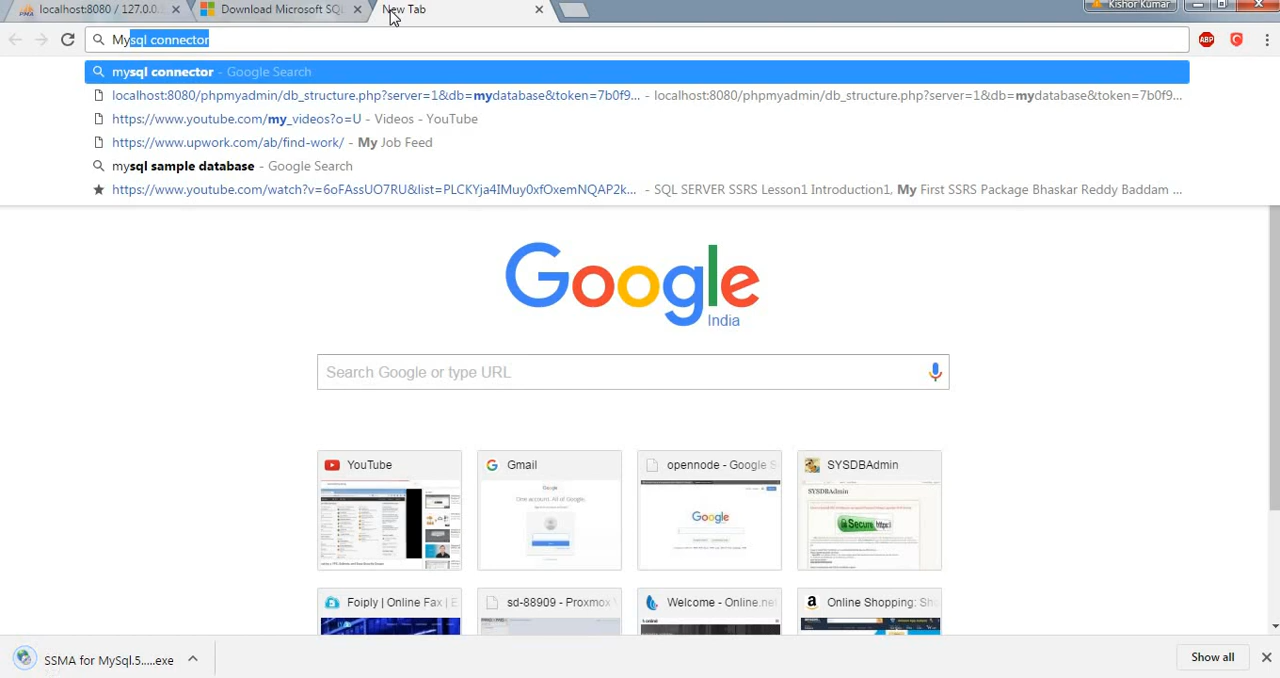 localhost:8080 / 127.0.0.
Download Microsoft SQ
New Tab
Kishor Kumar
Mysql connector
ABP
mysql connector - Google Search
localhost:8080/phpmyadmin/db_structure.php?server=1&db=mydatabase&token=7b0f9... - localhost:8080/phpmyadmin/db_structure.php?server=1&db=mydatabase&token=7b0f9...
https://www.youtube.com/my_videos?o=U - Videos - YouTube
https://www.upwork.com/ab/find-work/ - My Job Feed
mysql sample database - Google Search
https://www.youtube.com/watch?v=6oFAssUO7RU&list=PLCKYja4IMuy0xfOxemNQAP2k... - SQL SERVER SSRS Lesson1 Introduction1, My First SSRS Package Bhaskar Reddy Baddam ...
Google
India
Search Google or type URL
YouTube
Gmail
opennode - Google S
SYSDBAdmin
Google
Google
SYSDBAdmin
Secure
Foiply | Online Fax | E
sd-88909 - Proxmox
Welcome - Online.ne
Online Shopping: Sh
SSMA for MySql.5.....exe
Show all